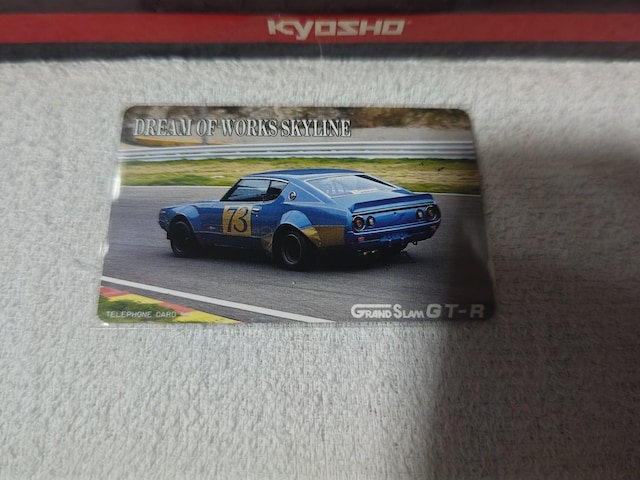 KYOSHO
DREAM OF WORKS SKYLINE
73
TELEPHONE CARD
GRAND SLAM GT-R